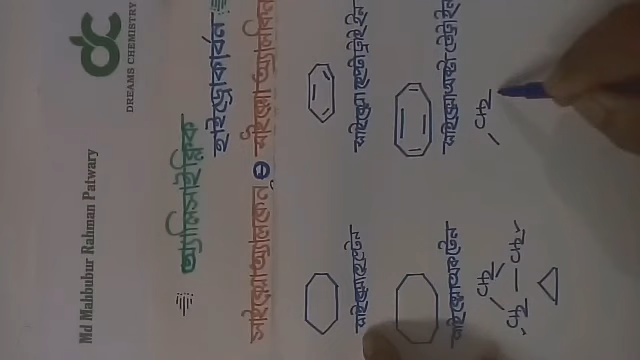 Md Mahbubur Rahman Patwary
DREAMS CHEMISTRY
অ্যালিসাইক্লিক
হাইড্রোকার্বন
সাইক্লোঅ্যালকেন ও সাইক্লো অ্যালকিন
সাইক্লোহেপ্টেন
সাইক্লো হেপ্টা ট্রাই ইন
সাইক্লোঅকটেন
সাইক্লোঅক্টা টেট্রা ইন
CH2
CH2
CH2
CH2